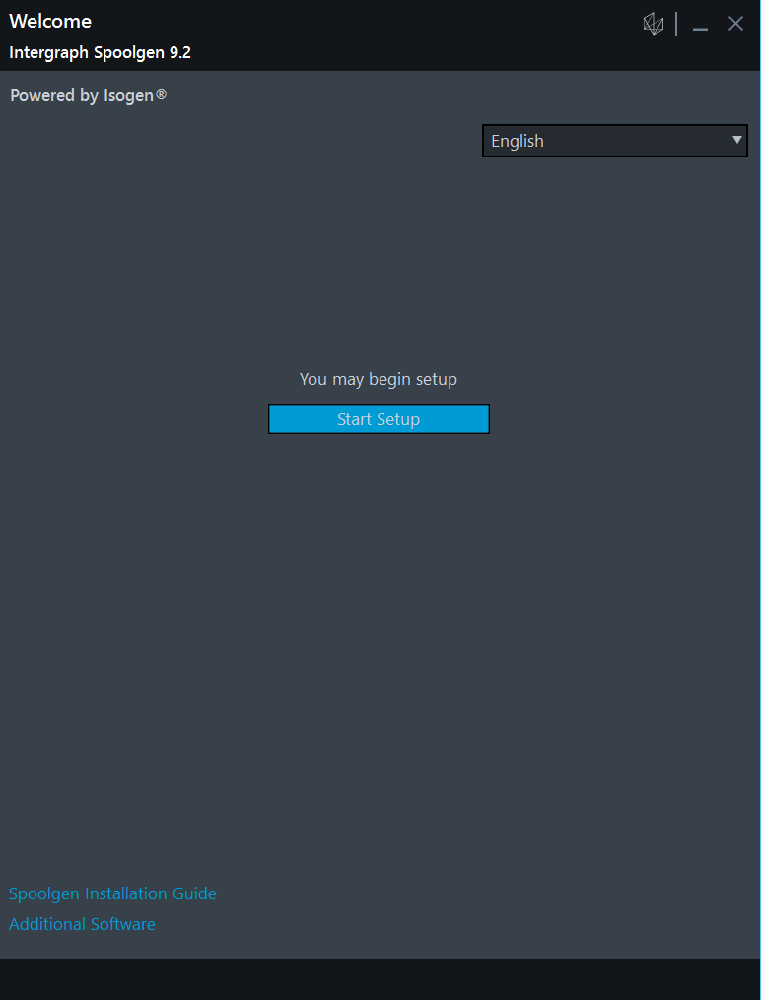 Welcome
Intergraph Spoolgen 9.2
Powered by Isogen®
English
You may begin setup
Start Setup
Spoolgen Installation Guide
Additional Software